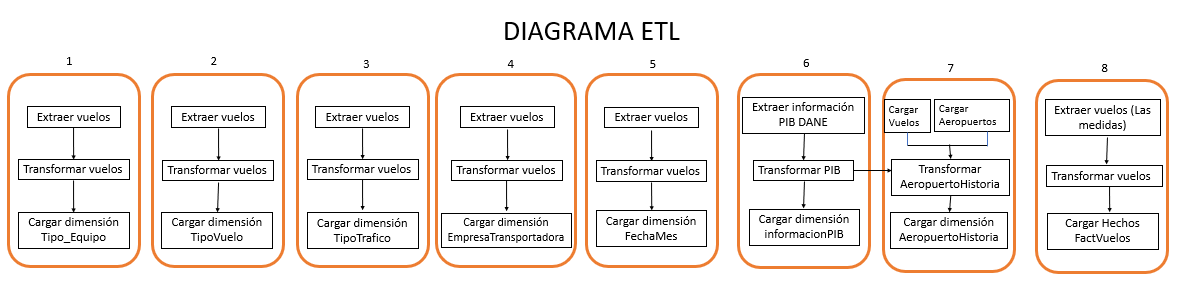 DIAGRAMA ETL
1
Extraer vuelos
Transformar vuelos
Cargar dimensión
Tipo_Equipo
2
Extraer vuelos
Transformar vuelos
Cargar dimensión
TipoVuelo
3
Extraer vuelos
Transformar vuelos
Cargar dimensión
TipoTrafico
4
Extraer vuelos
Transformar vuelos
Cargar dimensión
EmpresaTransportadora
5
Extraer vuelos
Transformar vuelos
Cargar dimensión
FechaMes
6
Extraer información
PIB DANE
Transformar PIB
Cargar dimensión
informacionPIB
7
Cargar
Vuelos
Cargar
Aeropuertos
Transformar
AeropuertoHistoria
Cargar dimensión
AeropuertoHistoria
8
Extraer vuelos (Las
medidas)
Transformar vuelos
Cargar Hechos
FactVuelos